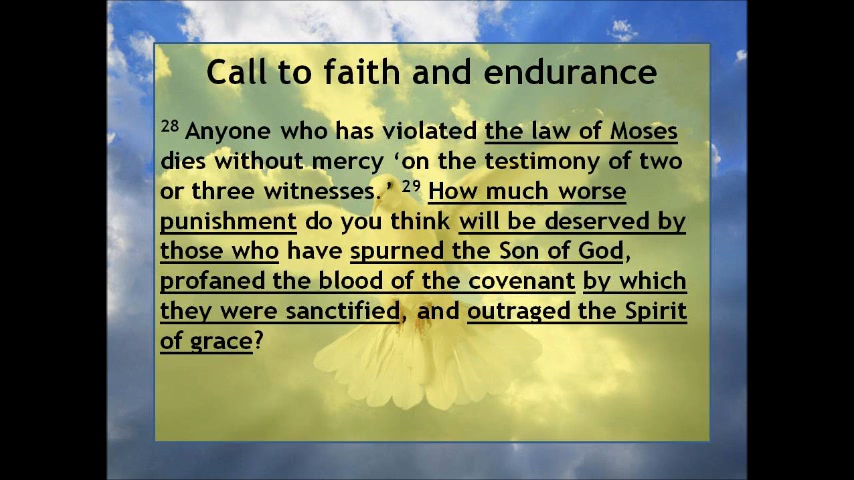 Call to faith and endurance
28 Anyone who has violated the law of Moses
dies without mercy ‘on the testimony of two
or three witnesses.’ 29 How much worse
punishment do you think will be deserved by
those who have spurned the Son of God,
profaned the blood of the covenant by which
they were sanctified, and outraged the Spirit
of grace?